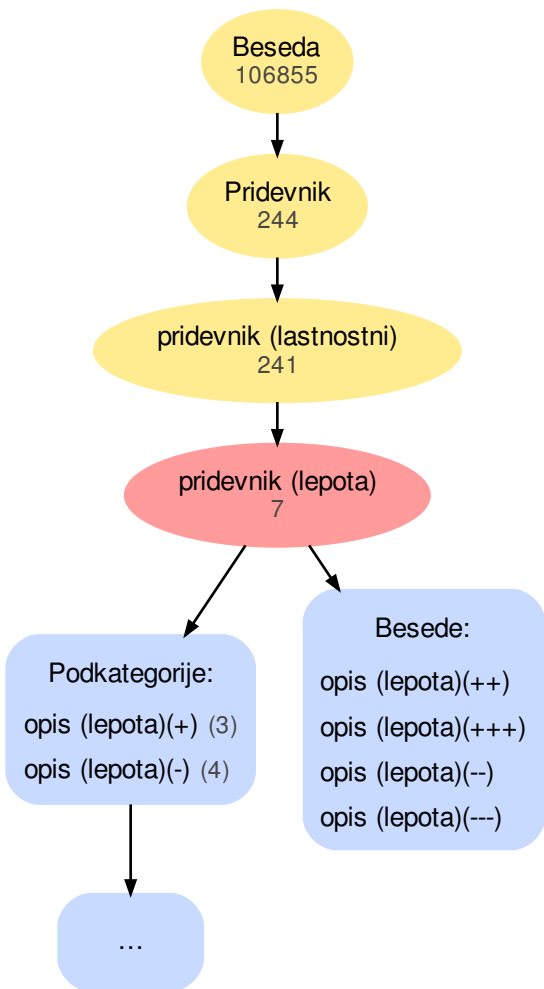 Beseda
106855
Pridevnik
244
pridevnik (lastnostni)
241
pridevnik (lepota)
7
Podkategorije:
opis (lepota)(+) (3)
opis (lepota)(-) (4)
Besede:
opis (lepota)(++)
opis (lepota)(+++)
opis (lepota)(--)
opis (lepota)(---)
...